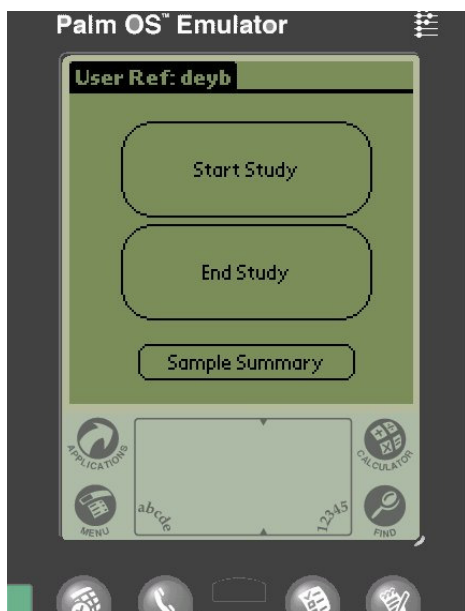 Palm OS™ Emulator
User Ref: deyb
Start Study
End Study
Sample Summary
APPLICATIONS
CALCULATOR
MENU
abcde
12345
FIND